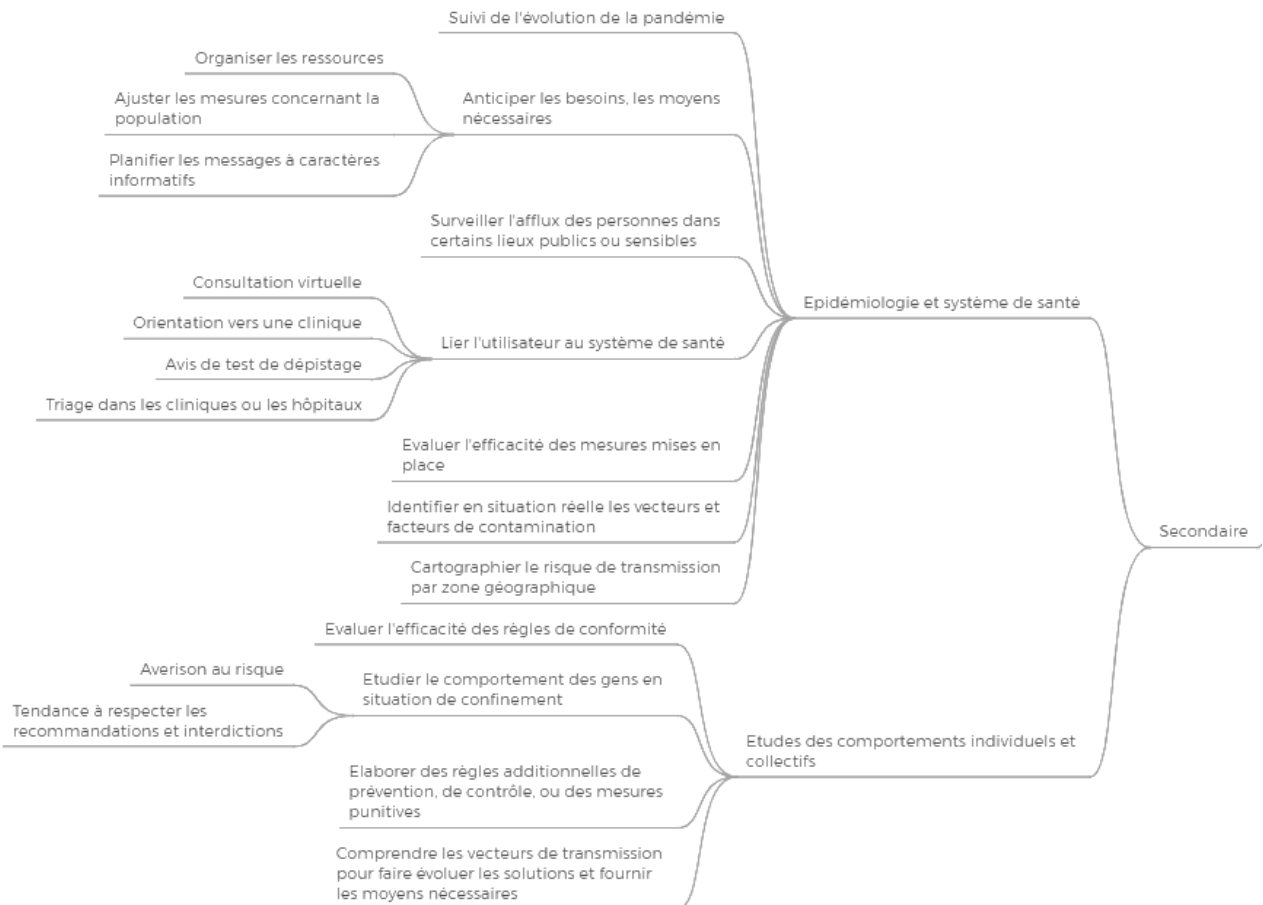 Suivi de l'évolution de la pandémie
Organiser les ressources
Ajuster les mesures concernant la
population
Planifier les messages à caractères
informatifs
Anticiper les besoins, les moyens
nécessaires
Surveiller l'afflux des personnes dans
certains lieux publics ou sensibles
Consultation virtuelle
Orientation vers une clinique
Avis de test de dépistage
Triage dans les cliniques ou les hôpitaux
Lier l'utilisateur au système de santé
Evaluer l'efficacité des mesures mises en
place
Identifier en situation réelle les vecteurs et
facteurs de contamination
Cartographier le risque de transmission
par zone géographique
Epidémiologie et système de santé
Secondaire
Evaluer l'efficacité des règles de conformité
Averison au risque
Tendance à respecter les
recommandations et interdictions
Etudier le comportement des gens en
situation de confinement
Elaborer des règles additionnelles de
prévention, de contrôle, ou des mesures
punitives
Comprendre les vecteurs de transmission
pour faire évoluer les solutions et fournir
les moyens nécessaires
Etudes des comportements individuels et
collectifs